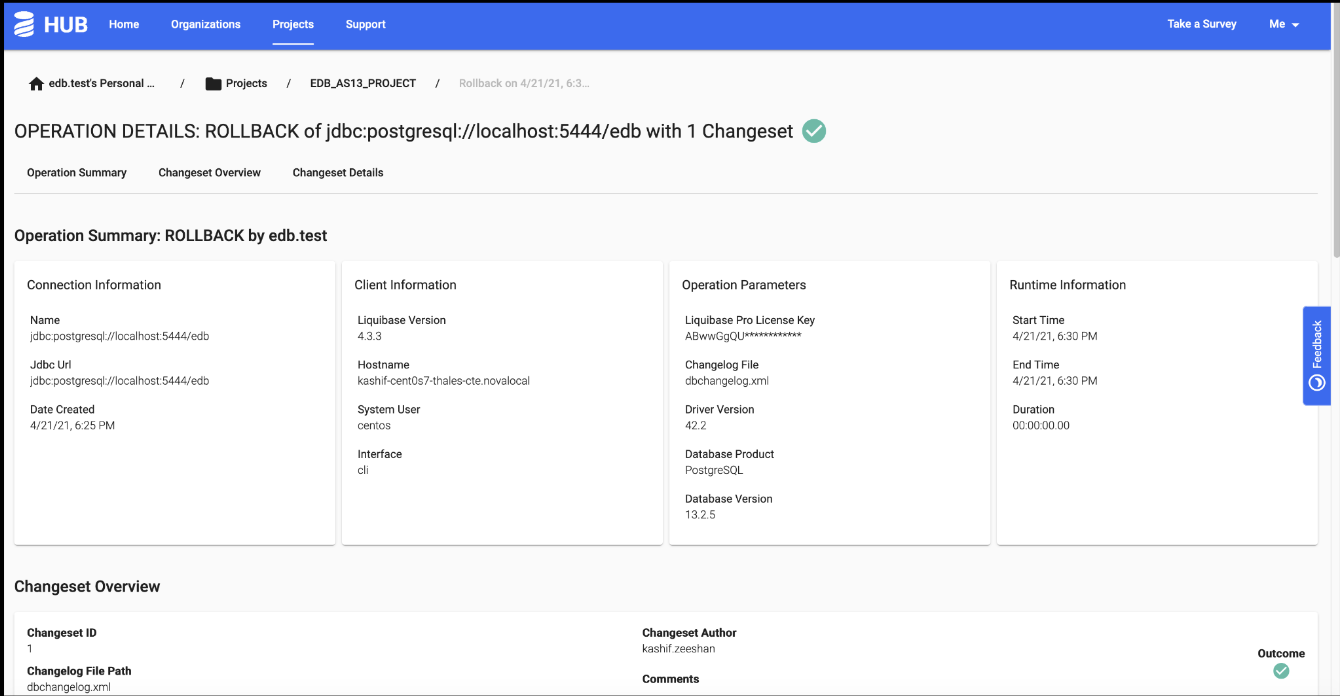 HUB Home Organizations Projects Support Take a Survey Me
edb.test's Personal ... / Projects / EDB_AS13_PROJECT / Rollback on 4/21/21, 6:3...
OPERATION DETAILS: ROLLBACK of jdbc:postgresql://localhost:5444/edb with 1 Changeset
Operation Summary Changeset Overview Changeset Details
Operation Summary: ROLLBACK by edb.test
Connection Information
Name
jdbc:postgresql://localhost:5444/edb
Jdbc Url
jdbc:postgresql://localhost:5444/edb
Date Created
4/21/21, 6:25 PM
Client Information
Liquibase Version
4.3.3
Hostname
kashif-cent0s7-thales-cte.novalocal
System User
centos
Interface
cli
Operation Parameters
Liquibase Pro License Key
ABwwGgQU************
Changelog File
dbchangelog.xml
Driver Version
42.2
Database Product
PostgreSQL
Database Version
13.2.5
Runtime Information
Start Time
4/21/21, 6:30 PM
End Time
4/21/21, 6:30 PM
Duration
00:00:00.00
Feedback
Changeset Overview
Changeset ID
1
Changelog File Path
dbchangelog.xml
Changeset Author
kashif.zeeshan
Comments
Outcome